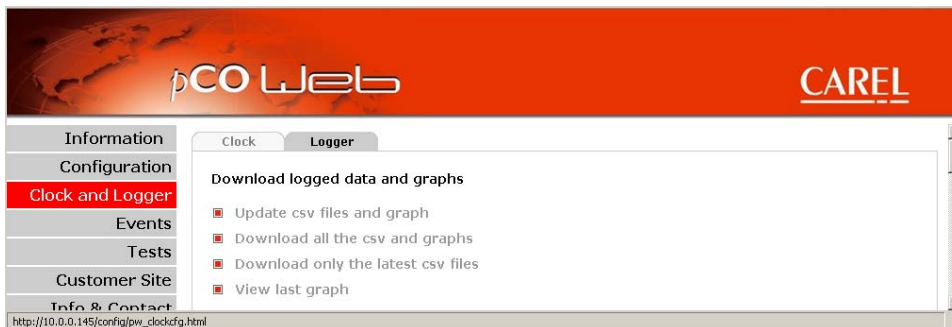 pCO Web
CAREL
Information
Configuration
Clock and Logger
Events
Tests
Customer Site
Info & Contact
Clock
Logger
Download logged data and graphs
Update csv files and graph
Download all the csv and graphs
Download only the latest csv files
View last graph
http://10.0.0.145/config/pw_clockcfg.html